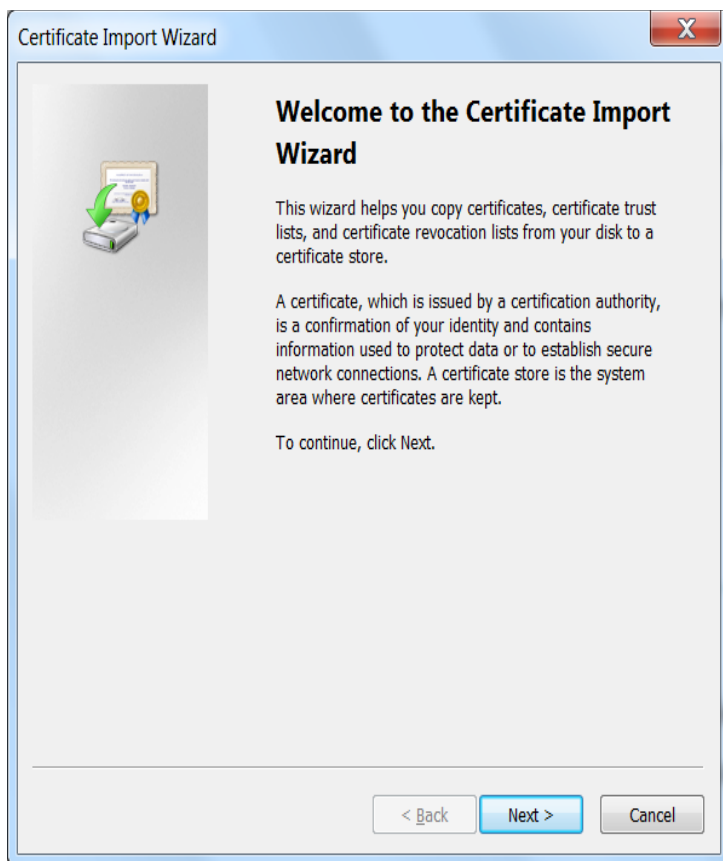 Certificate Import Wizard
X
Welcome to the Certificate Import
Wizard
This wizard helps you copy certificates, certificate trust
lists, and certificate revocation lists from your disk to a
certificate store.
A certificate, which is issued by a certification authority,
is a confirmation of your identity and contains
information used to protect data or to establish secure
network connections. A certificate store is the system
area where certificates are kept.
To continue, click Next.
< Back
Next >
Cancel